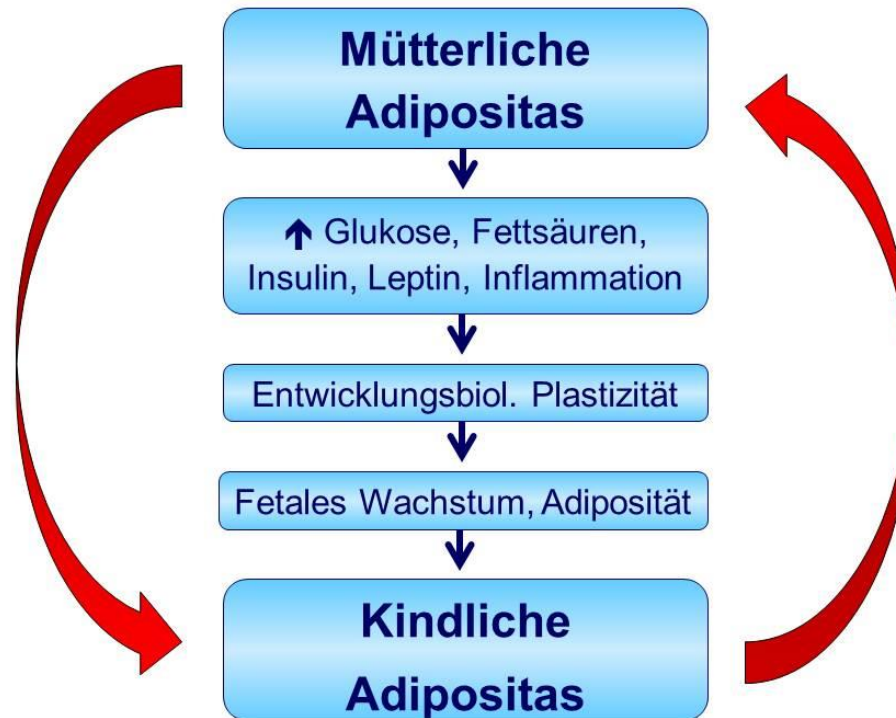 Mütterliche
Adipositas
↑ Glukose, Fettsäuren,
Insulin, Leptin, Inflammation
Entwicklungsbiol. Plastizität
Fetales Wachstum, Adiposität
Kindliche
Adipositas